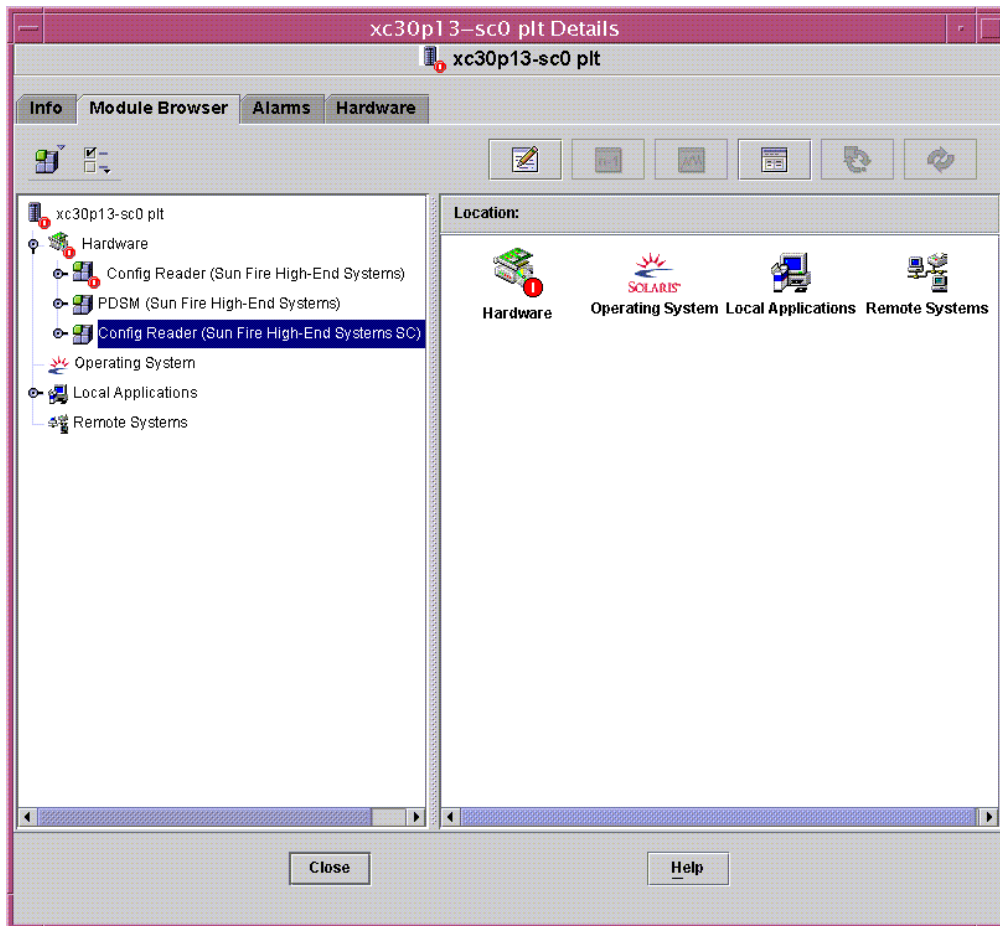 xc30p13-sc0 plt Details
xc30p13-sc0 plt
Info Module Browser Alarms Hardware
n=1
xc30p13-sc0 plt
Hardware
Config Reader (Sun Fire High-End Systems)
PDSM (Sun Fire High-End Systems)
Config Reader (Sun Fire High-End Systems SC)
Operating System
Local Applications
Remote Systems
Location:
SOLARIS
Hardware Operating System Local Applications Remote Systems
Close Help